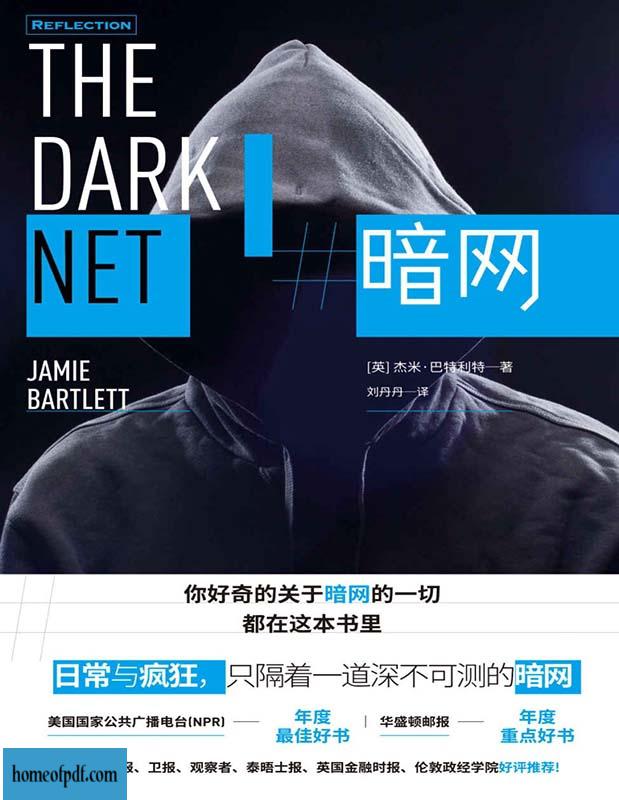 REFLECTION
THE
DARK
NET
#暗网
JAMIE
BARTLETT
[英] 杰米·巴特利特—著
刘丹丹—译
你好奇的关于暗网的一切
都在这本书里
日常与疯狂，只隔着一道深不可测的暗网
美国国家公共广播电台(NPR) — 年度最佳好书 | 华盛顿邮报 — 年度重点好书
报、卫报、观察者、泰晤士报、英国金融时报、伦敦政经学院好评推荐!
homeofpdf.com